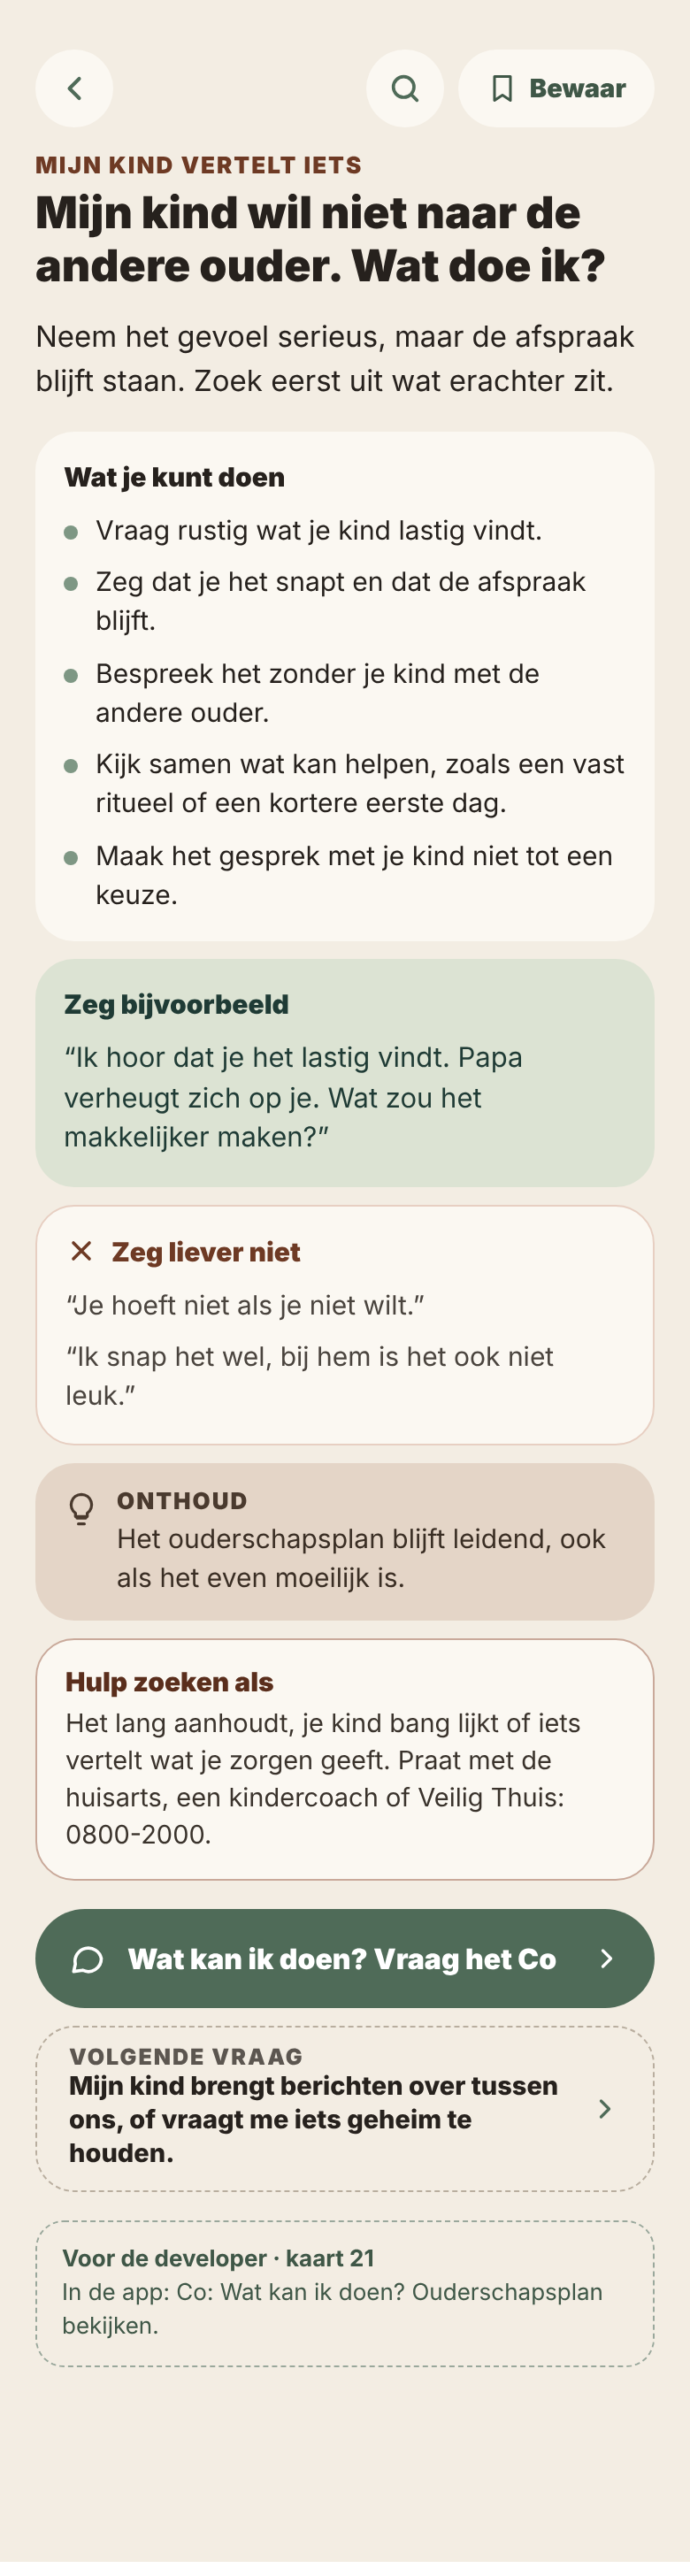 Bewaar
MIJN KIND VERTELT IETS
Mijn kind wil niet naar de
andere ouder. Wat doe ik?
Neem het gevoel serieus, maar de afspraak
blijft staan. Zoek eerst uit wat erachter zit.
Wat je kunt doen
Vraag rustig wat je kind lastig vindt.
Zeg dat je het snapt en dat de afspraak
blijft.
Bespreek het zonder je kind met de
andere ouder.
Kijk samen wat kan helpen, zoals een vast
ritueel of een kortere eerste dag.
Maak het gesprek met je kind niet tot een
keuze.
Zeg bijvoorbeeld
“Ik hoor dat je het lastig vindt. Papa
verheugt zich op je. Wat zou het
makkelijker maken?”
Zeg liever niet
“Je hoeft niet als je niet wilt.”
“Ik snap het wel, bij hem is het ook niet
leuk.”
ONTHOUD
Het ouderschapsplan blijft leidend, ook
als het even moeilijk is.
Hulp zoeken als
Het lang aanhoudt, je kind bang lijkt of iets
vertelt wat je zorgen geeft. Praat met de
huisarts, een kindercoach of Veilig Thuis:
0800-2000.
Wat kan ik doen? Vraag het Co
VOLGENDE VRAAG
Mijn kind brengt berichten over tussen
ons, of vraagt me iets geheim te
houden.
Voor de developer · kaart 21
In de app: Co: Wat kan ik doen? Ouderschapsplan
bekijken.